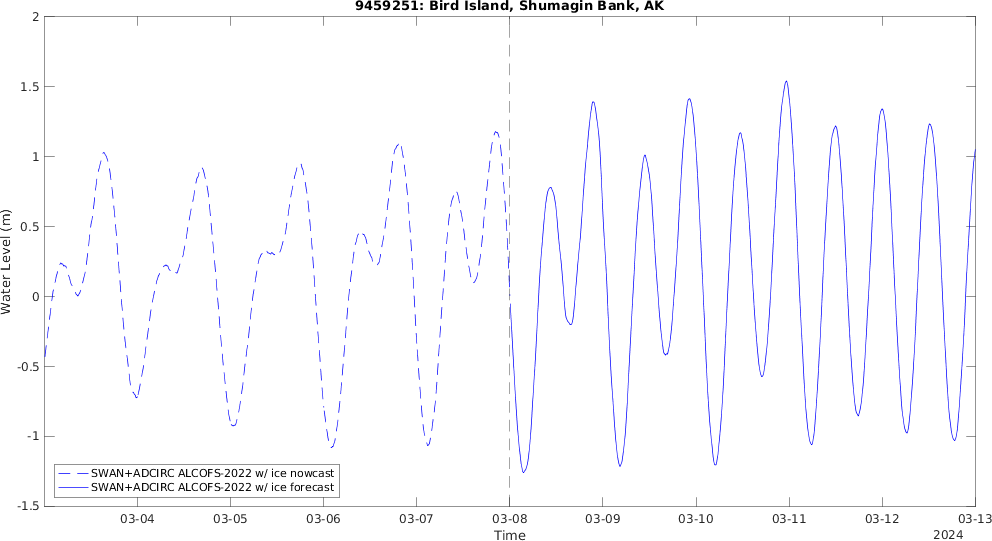 9459251: Bird Island, Shumagin Bank, AK
2
1.5
1
0.5
0
-0.5
-1
-1.5
Water Level (m)
SWAN+ADCIRC ALCOFS-2022 w/ ice nowcast
SWAN+ADCIRC ALCOFS-2022 w/ ice forecast
03-04 03-05 03-06 03-07 03-08 03-09 03-10 03-11 03-12 03-13
Time
2024